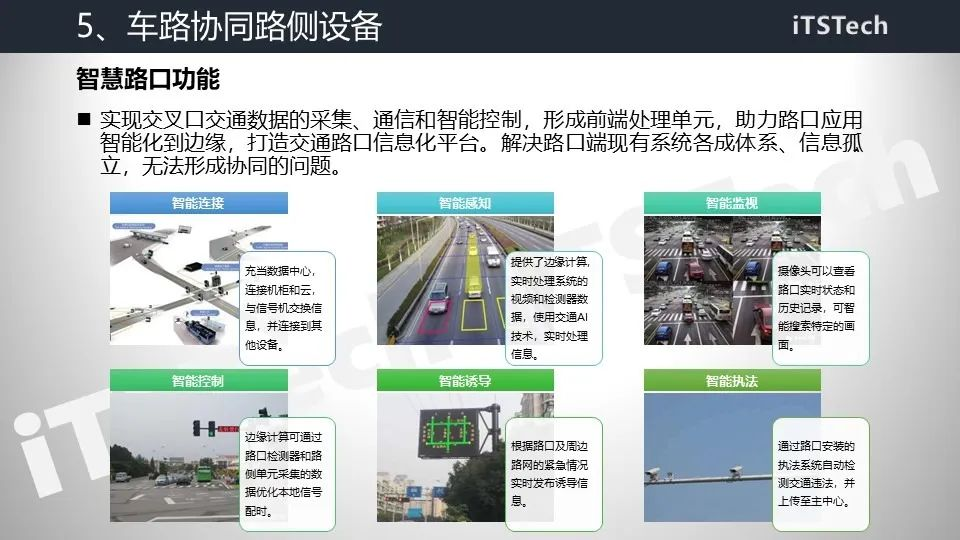 5、车路协同路侧设备
iTSTech
智慧路口功能
■ 实现交叉口交通数据的采集、通信和智能控制，形成前端处理单元，助力路口应用
智能化到边缘，打造交通路口信息化平台。解决路口端现有系统各成体系、信息孤
立，无法形成协同的问题。
智能连接
充当数据中心，
连接机柜和云，
与信号机交换信
息，并连接到其
他设备。
智能感知
提供了边缘计算,
实时处理系统的
视频和检测器数
据，使用交通AI
技术，实时处理
信息。
智能监视
摄像头可以查看
路口实时状态和
历史记录，可智
能搜索特定的画
面。
智能控制
边缘计算可通过
路口检测器和路
侧单元采集的数
据优化本地信号
配时。
智能诱导
根据路口及周边
路网的紧急情况
实时发布诱导信
息。
智能执法
通过路口安装的
执法系统自动检
测交通违法，并
上传至主中心。
iTSTech iTSTech